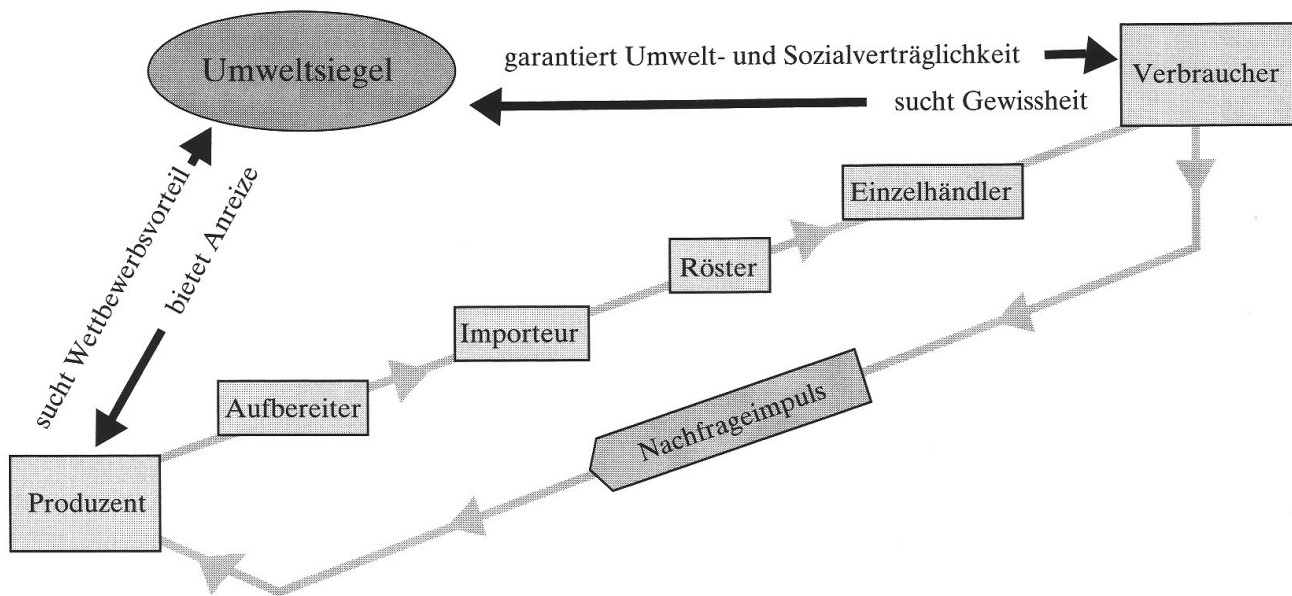 Umweltsiegel
garantiert Umwelt- und Sozialverträglichkeit
Verbraucher
sucht Gewissheit
sucht Wettbewerbsvorteil
bietet Anreize
Einzelhändler
Röster
Importeur
Aufbereiter
Nachfrageimpuls
Produzent